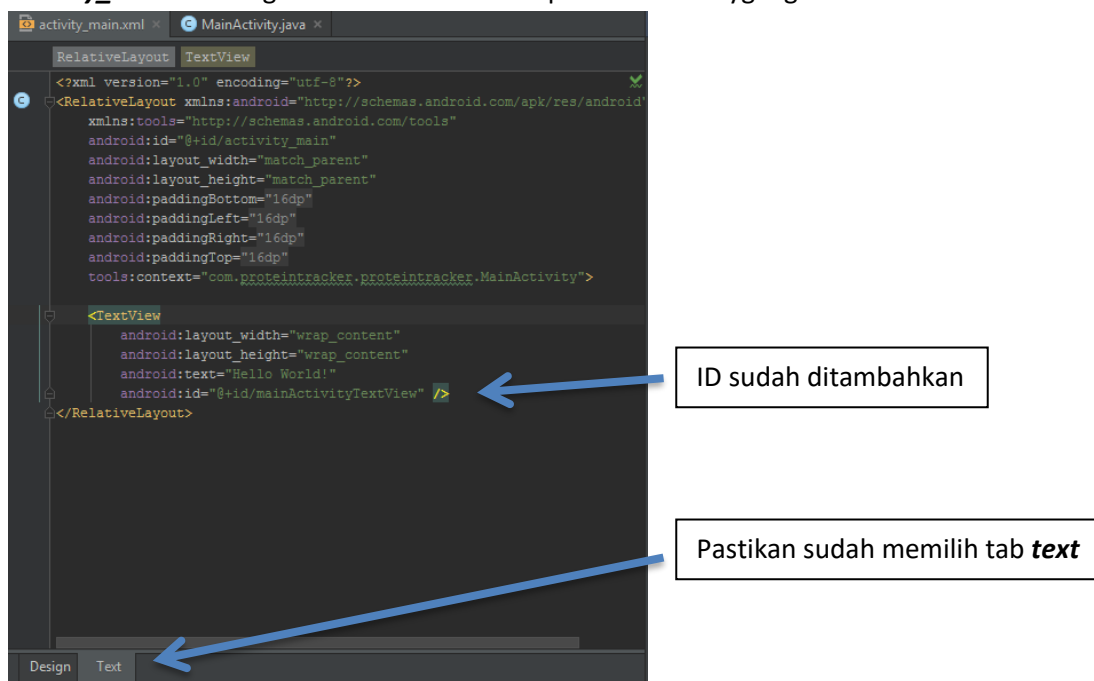 activity_main.xml × MainActivity.java ×
RelativeLayout TextView
<?xml version="1.0" encoding="utf-8"?>
<RelativeLayout xmlns:android="http://schemas.android.com/apk/res/android"
xmlns:tools="http://schemas.android.com/tools"
android:id="@+id/activity_main"
android:layout_width="match_parent"
android:layout_height="match_parent"
android:paddingBottom="16dp"
android:paddingLeft="16dp"
android:paddingRight="16dp"
android:paddingTop="16dp"
tools:context="com.proteintracker.proteintracker.MainActivity">
<TextView
android:layout_width="wrap_content"
android:layout_height="wrap_content"
android:text="Hello World!"
android:id="@+id/mainActivityTextView" />
</RelativeLayout>
ID sudah ditambahkan
Pastikan sudah memilih tab text
Design Text